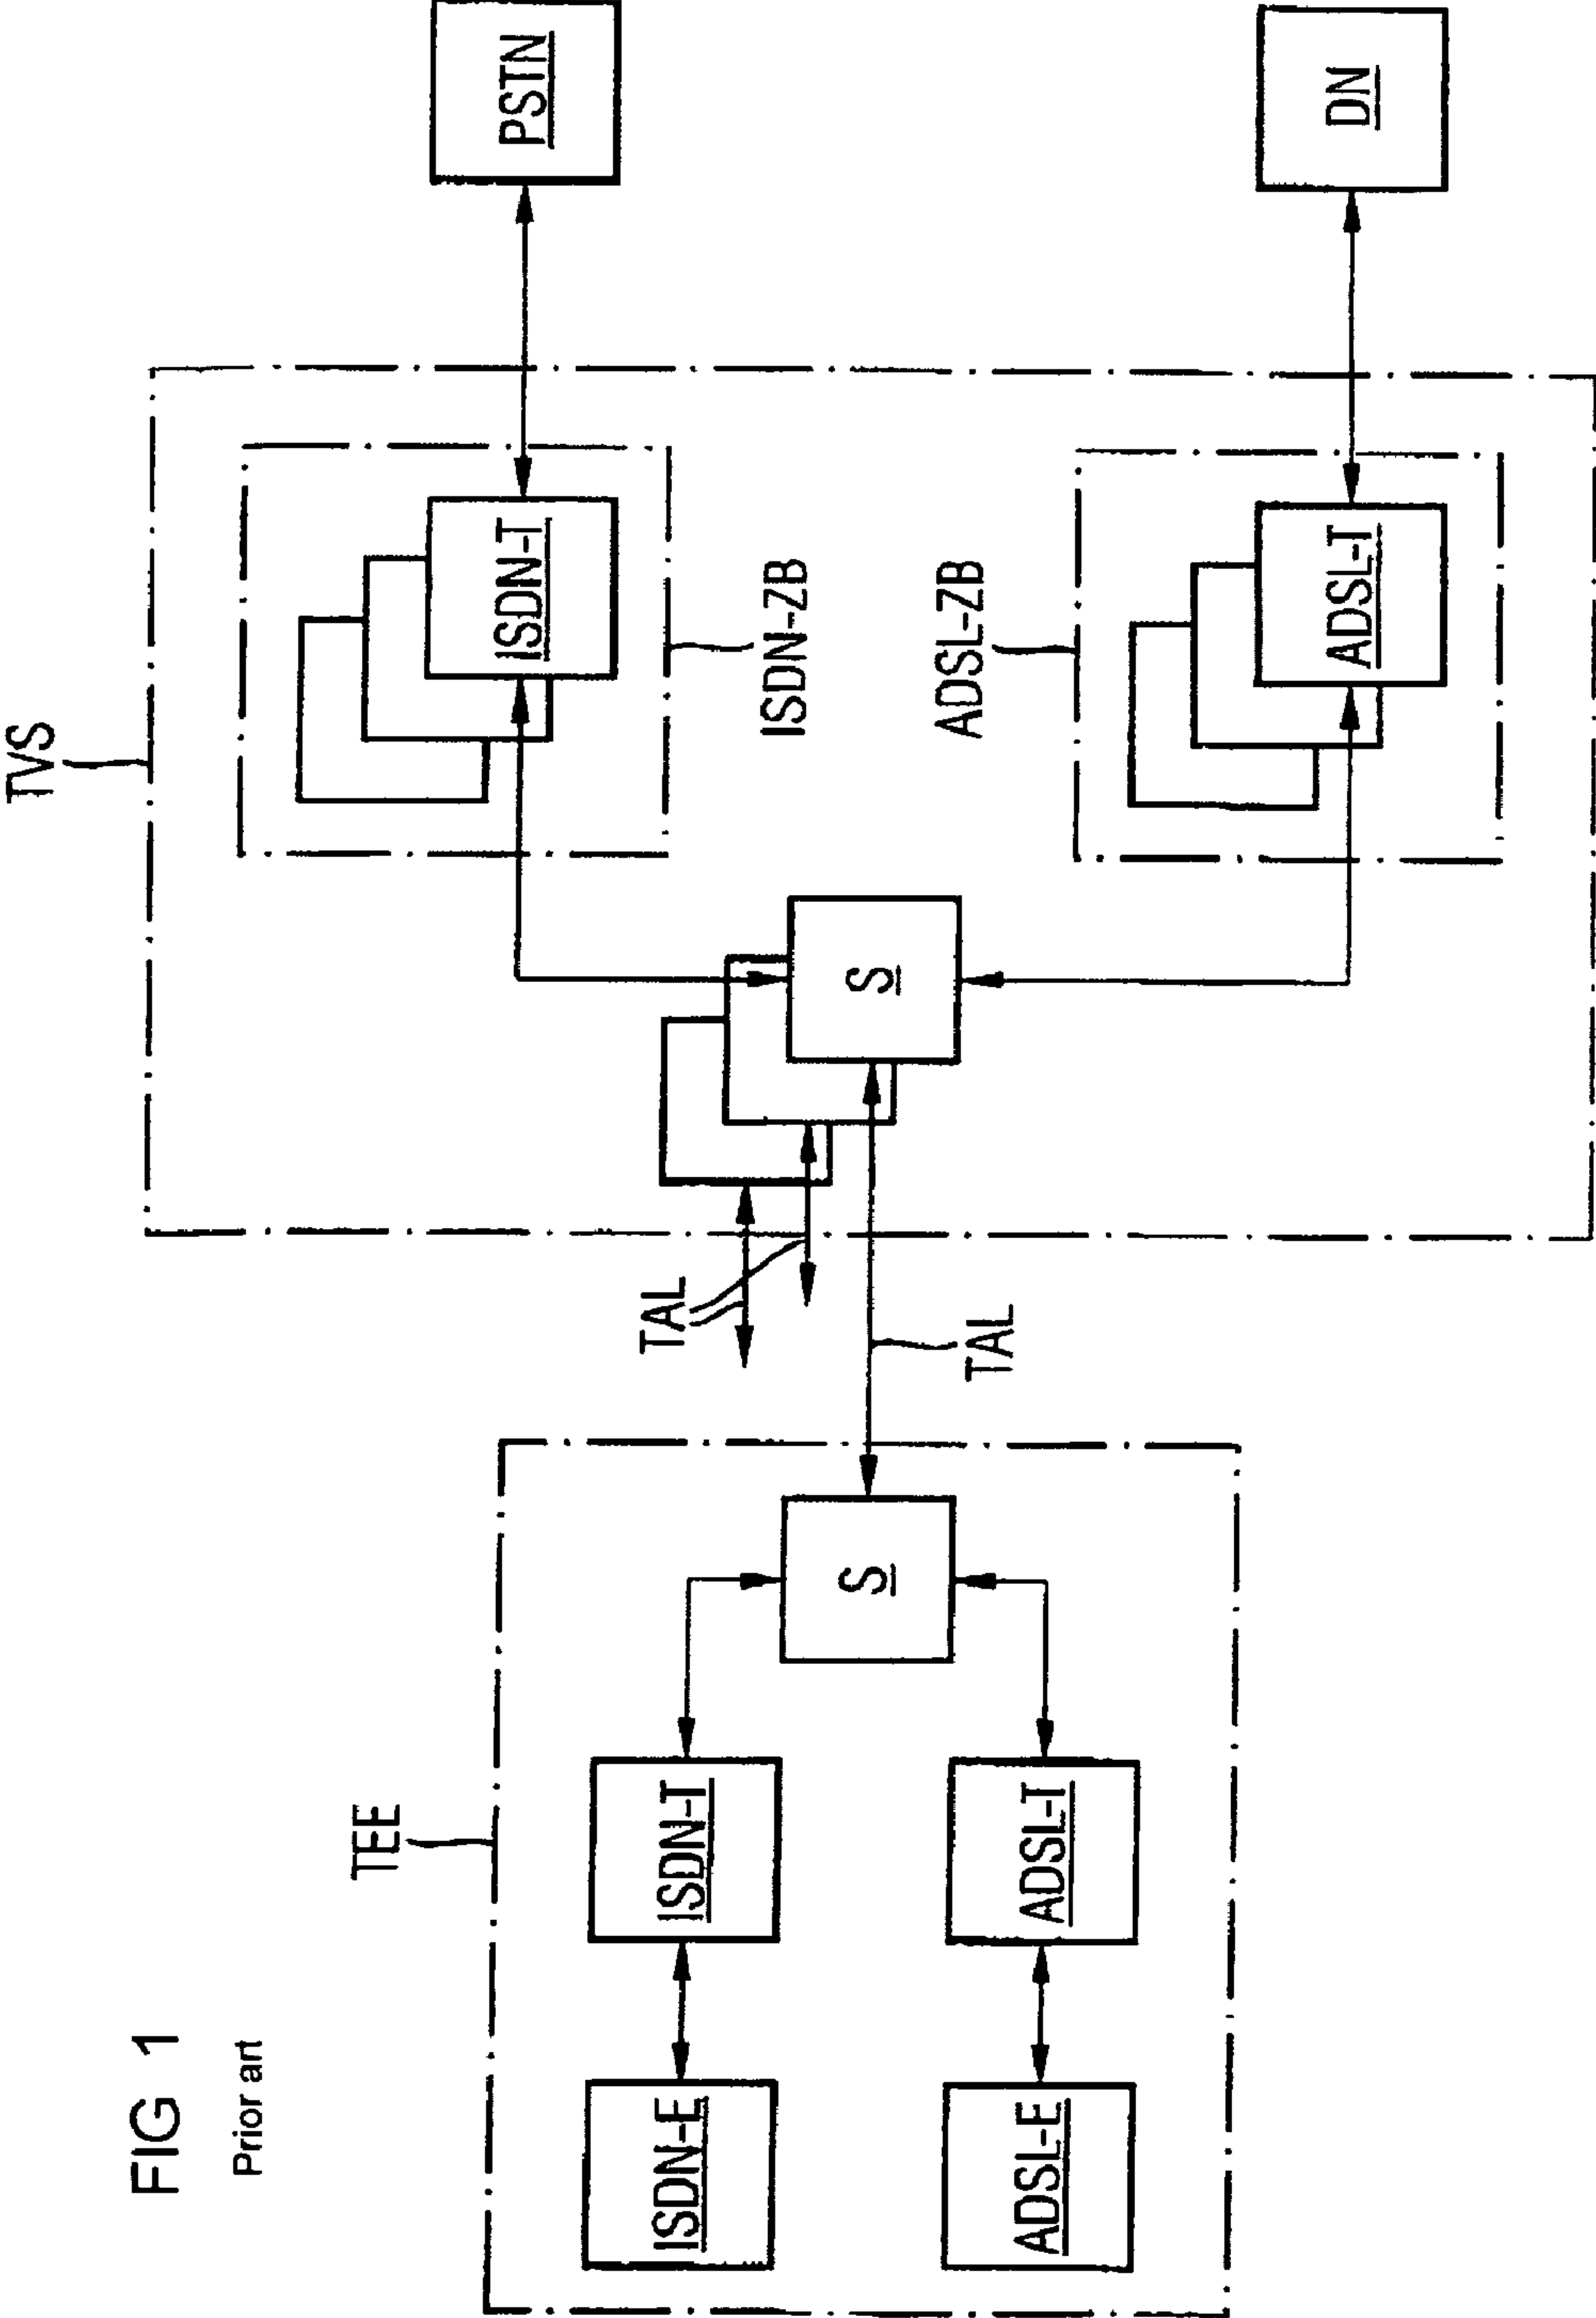 FIG 1
Prior art
TEE
ISDN-E
ISDN-T
S
ADSL-E
ADSL-T
TAL
TAL
TVS
S
ISDN-T
ISDN-ZB
ADSL-ZB
ADSL-T
PSTN
DN